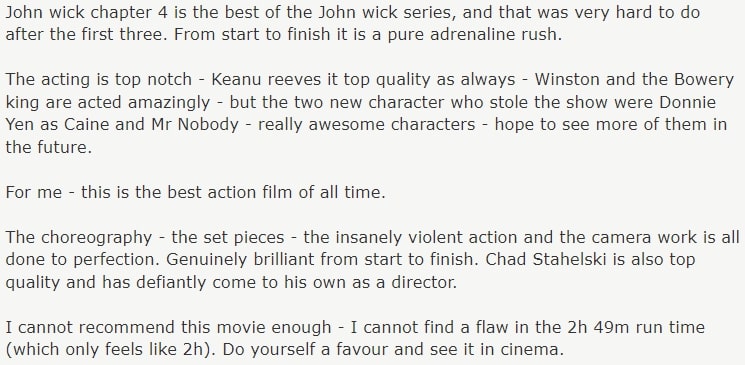 John wick chapter 4 is the best of the John wick series, and that was very hard to do
after the first three. From start to finish it is a pure adrenaline rush.
The acting is top notch - Keanu reeves it top quality as always - Winston and the Bowery
king are acted amazingly - but the two new character who stole the show were Donnie
Yen as Caine and Mr Nobody - really awesome characters - hope to see more of them in
the future.
For me - this is the best action film of all time.
The choreography - the set pieces - the insanely violent action and the camera work is all
done to perfection. Genuinely brilliant from start to finish. Chad Stahelski is also top
quality and has defiantly come to his own as a director.
I cannot recommend this movie enough - I cannot find a flaw in the 2h 49m run time
(which only feels like 2h). Do yourself a favour and see it in cinema.